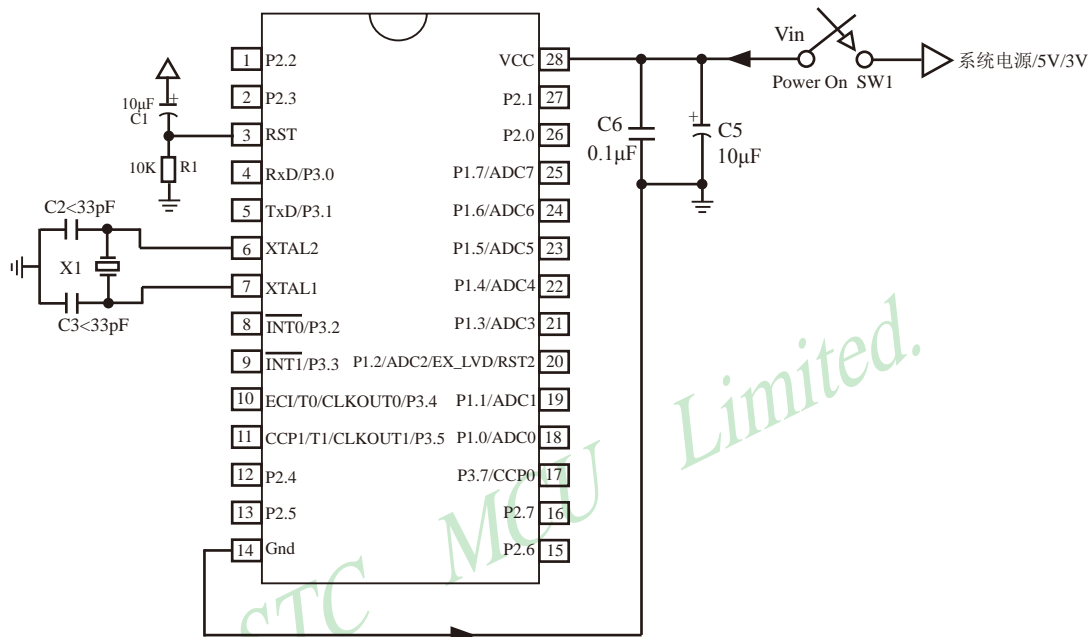 10μF
+
C1
10K
R1
C2<33pF
X1
C3<33pF
1 P2.2
2 P2.3
3 RST
4 RxD/P3.0
5 TxD/P3.1
6 XTAL2
7 XTAL1
8 INT0/P3.2
9 INT1/P3.3
10 ECI/T0/CLKOUT0/P3.4
11 CCP1/T1/CLKOUT1/P3.5
12 P2.4
13 P2.5
14 Gnd
VCC 28
P2.1 27
P2.0 26
P1.7/ADC7 25
P1.6/ADC6 24
P1.5/ADC5 23
P1.4/ADC4 22
P1.3/ADC3 21
P1.2/ADC2/EX_LVD/RST2 20
P1.1/ADC1 19
P1.0/ADC0 18
P3.7/CCP0 17
P2.7 16
P2.6 15
C6
0.1μF
+
C5
10μF
Vin
Power On SW1
系统电源/5V/3V
STC MCU Limited.